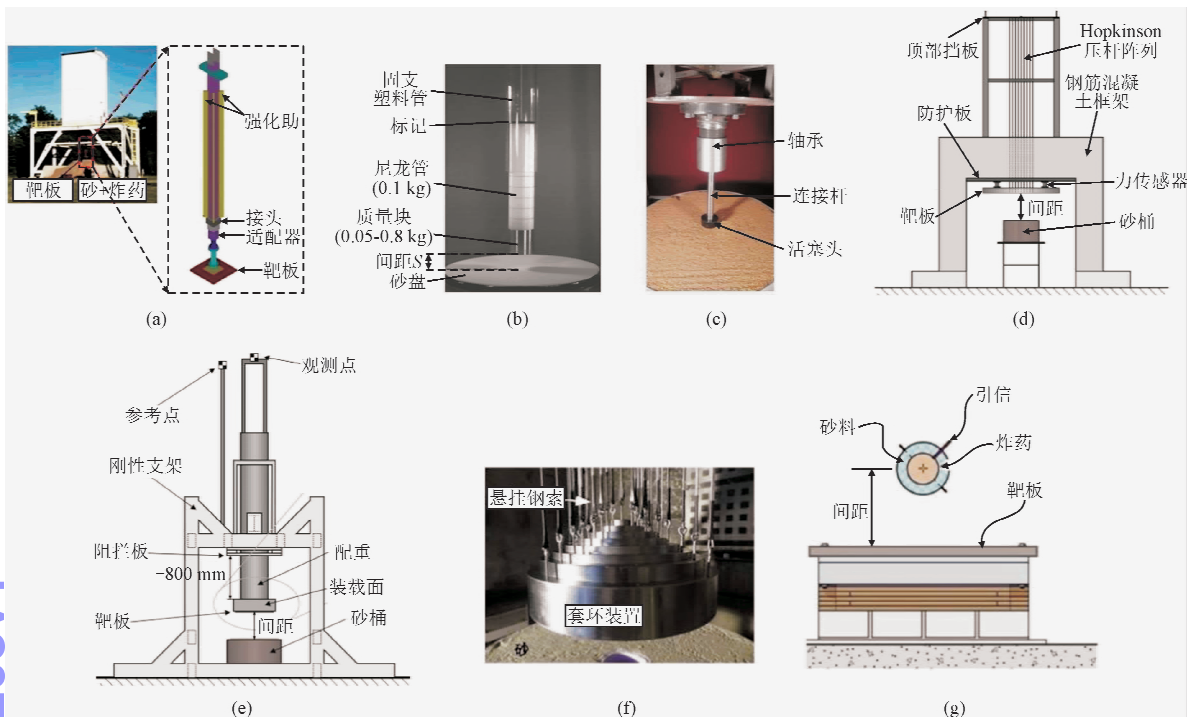 强化助
靶板
砂+炸药
接头
适配器
靶板
(a)
固支
塑料管
标记
尼龙管
(0.1 kg)
质量块
(0.05-0.8 kg)
间距S
砂盘
(b)
轴承
连接杆
活塞头
(c)
顶部挡板
Hopkinson
压杆阵列
钢筋混凝
土框架
防护板
力传感器
靶板
间距
砂桶
(d)
观测点
参考点
刚性支架
阻拦板
~800 mm
配重
装载面
靶板
间距
砂桶
(e)
悬挂钢索
套环装置
砂
(f)
引信
砂料
炸药
靶板
间距
(g)